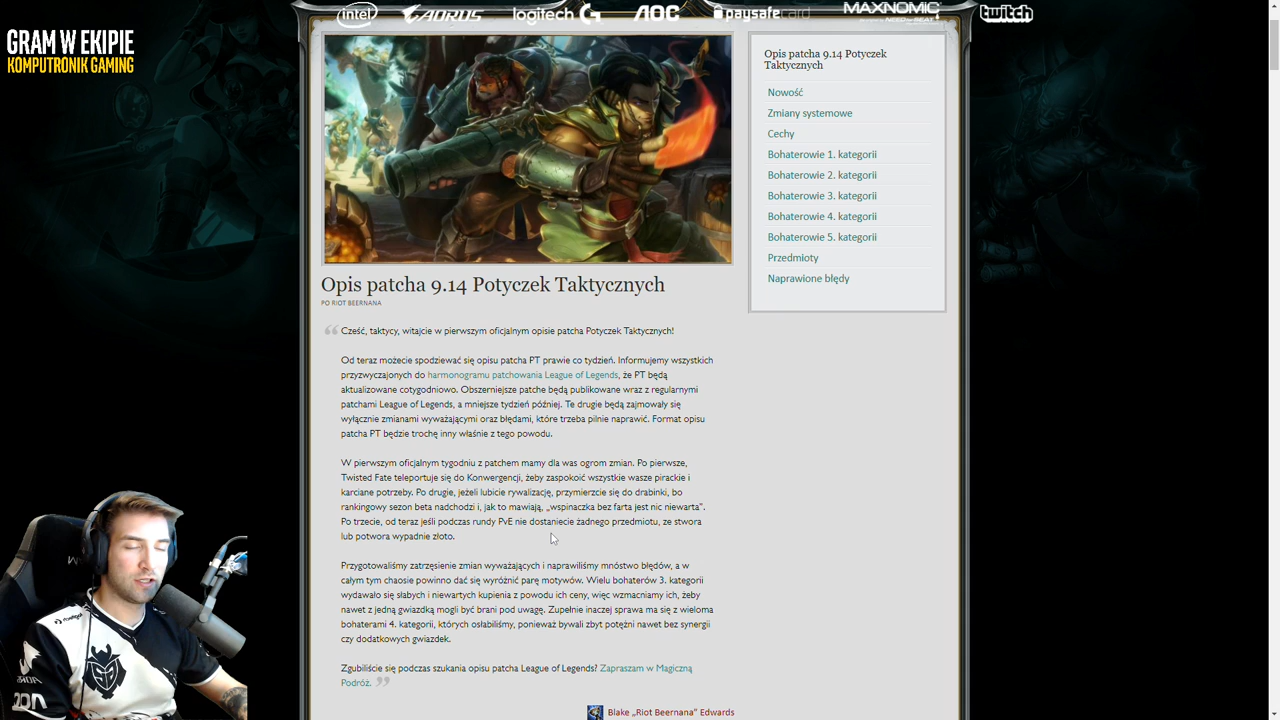 intel
AORUS
logitech G
AOC
paysafecard
MAXNOMIC
twitch
GRAM W EKIPIE
KOMPUTRONIK GAMING
Opis patcha 9.14 Potyczek Taktycznych
PO RIOT BEERNANA
“ Cześć, taktycy, witajcie w pierwszym oficjalnym opisie patcha Potyczek Taktycznych!
Od teraz możecie spodziewać się opisu patcha PT prawie co tydzień. Informujemy wszystkich
przyzwyczajonych do harmonogramu patchowania League of Legends, że PT będą
aktualizowane cotygodniowo. Obszerniejsze patche będą publikowane wraz z regularnymi
patchami League of Legends, a mniejsze tydzień później. Te drugie będą zajmowały się
wyłącznie zmianami wyważającymi oraz błędami, które trzeba pilnie naprawić. Format opisu
patcha PT będzie trochę inny właśnie z tego powodu.
W pierwszym oficjalnym tygodniu z patchem mamy dla was ogrom zmian. Po pierwsze,
Twisted Fate teleportuje się do Konwergencji, żeby zaspokoić wszystkie wasze pirackie i
karciane potrzeby. Po drugie, jeżeli lubicie rywalizację, przymierzcie się do drabinki, bo
rankingowy sezon beta nadchodzi i, jak to mawiają, „wspinaczka bez farta jest nic niewarta”.
Po trzecie, od teraz jeśli podczas rundy PvE nie dostaniecie żadnego przedmiotu, ze stwora
lub potwora wypadnie złoto.
Przygotowaliśmy zatrzęsienie zmian wyważających i naprawiliśmy mnóstwo błędów, a w
całym tym chaosie powinno dać się wyróżnić parę motywów. Wielu bohaterów 3. kategorii
wydawało się słabych i niewartych kupienia z powodu ich ceny, więc wzmacniamy ich, żeby
nawet z jedną gwiazdką mogli być brani pod uwagę. Zupełnie inaczej sprawa ma się z wieloma
bohaterami 4. kategorii, których osłabiliśmy, ponieważ bywali zbyt potężni nawet bez synergii
czy dodatkowych gwiazdek.
Zgubiliście się podczas szukania opisu patcha League of Legends? Zapraszam w Magiczną
Podróż. ”
Blake „Riot Beernana” Edwards
Opis patcha 9.14 Potyczek
Taktycznych
Nowość
Zmiany systemowe
Cechy
Bohaterowie 1. kategorii
Bohaterowie 2. kategorii
Bohaterowie 3. kategorii
Bohaterowie 4. kategorii
Bohaterowie 5. kategorii
Przedmioty
Naprawione błędy